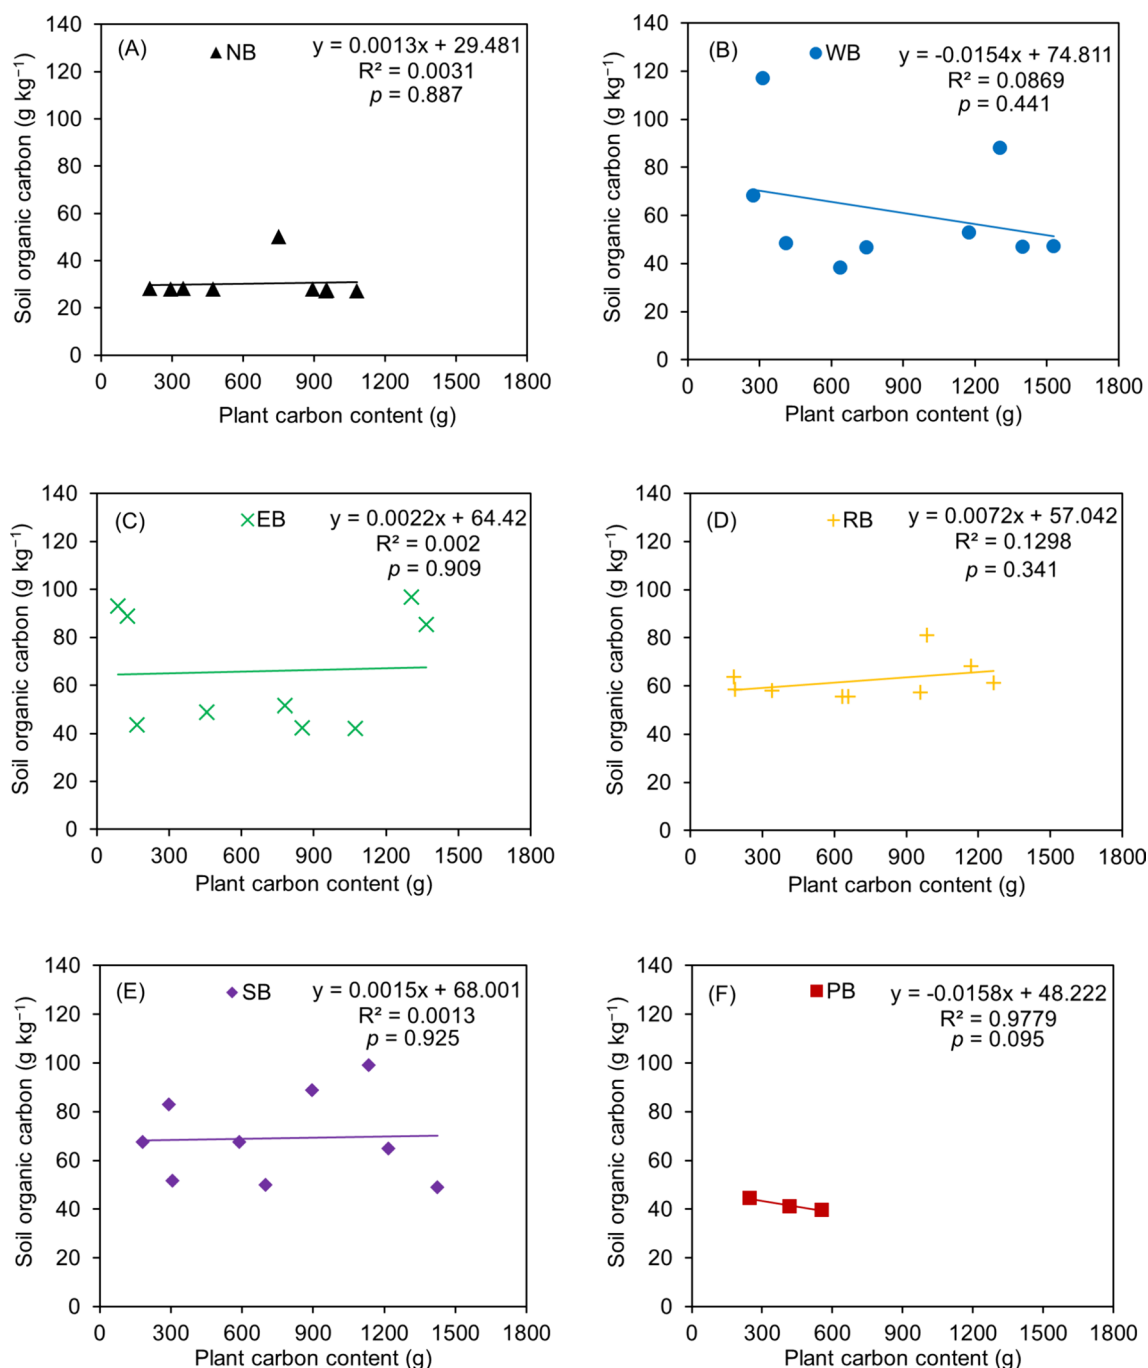 (A)
NB
y = 0.0013x + 29.481
R² = 0.0031
p = 0.887
Soil organic carbon (g kg⁻¹)
140
120
100
80
60
40
20
0
0 300 600 900 1200 1500 1800
Plant carbon content (g)
(B)
WB
y = -0.0154x + 74.811
R² = 0.0869
p = 0.441
Soil organic carbon (g kg⁻¹)
140
120
100
80
60
40
20
0
0 300 600 900 1200 1500 1800
Plant carbon content (g)
(C)
EB
y = 0.0022x + 64.42
R² = 0.002
p = 0.909
Soil organic carbon (g kg⁻¹)
140
120
100
80
60
40
20
0
0 300 600 900 1200 1500 1800
Plant carbon content (g)
(D)
RB
y = 0.0072x + 57.042
R² = 0.1298
p = 0.341
Soil organic carbon (g kg⁻¹)
140
120
100
80
60
40
20
0
0 300 600 900 1200 1500 1800
Plant carbon content (g)
(E)
SB
y = 0.0015x + 68.001
R² = 0.0013
p = 0.925
Soil organic carbon (g kg⁻¹)
140
120
100
80
60
40
20
0
0 300 600 900 1200 1500 1800
Plant carbon content (g)
(F)
PB
y = -0.0158x + 48.222
R² = 0.9779
p = 0.095
Soil organic carbon (g kg⁻¹)
140
120
100
80
60
40
20
0
0 300 600 900 1200 1500 1800
Plant carbon content (g)